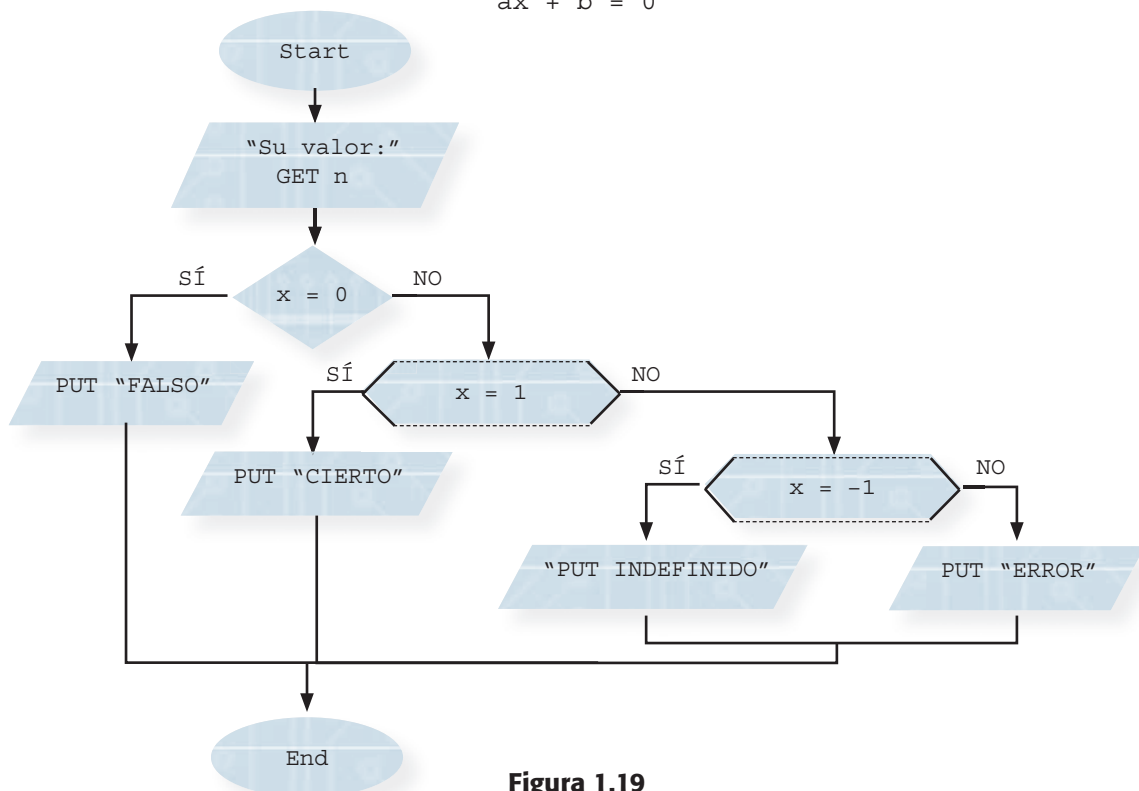 ax + b = 0
Start
“Su valor:”
GET n
SÍ
x = 0
NO
PUT “FALSO”
SÍ
x = 1
NO
PUT “CIERTO”
SÍ
x = –1
NO
“PUT INDEFINIDO”
PUT “ERROR”
End
Figura 1.19